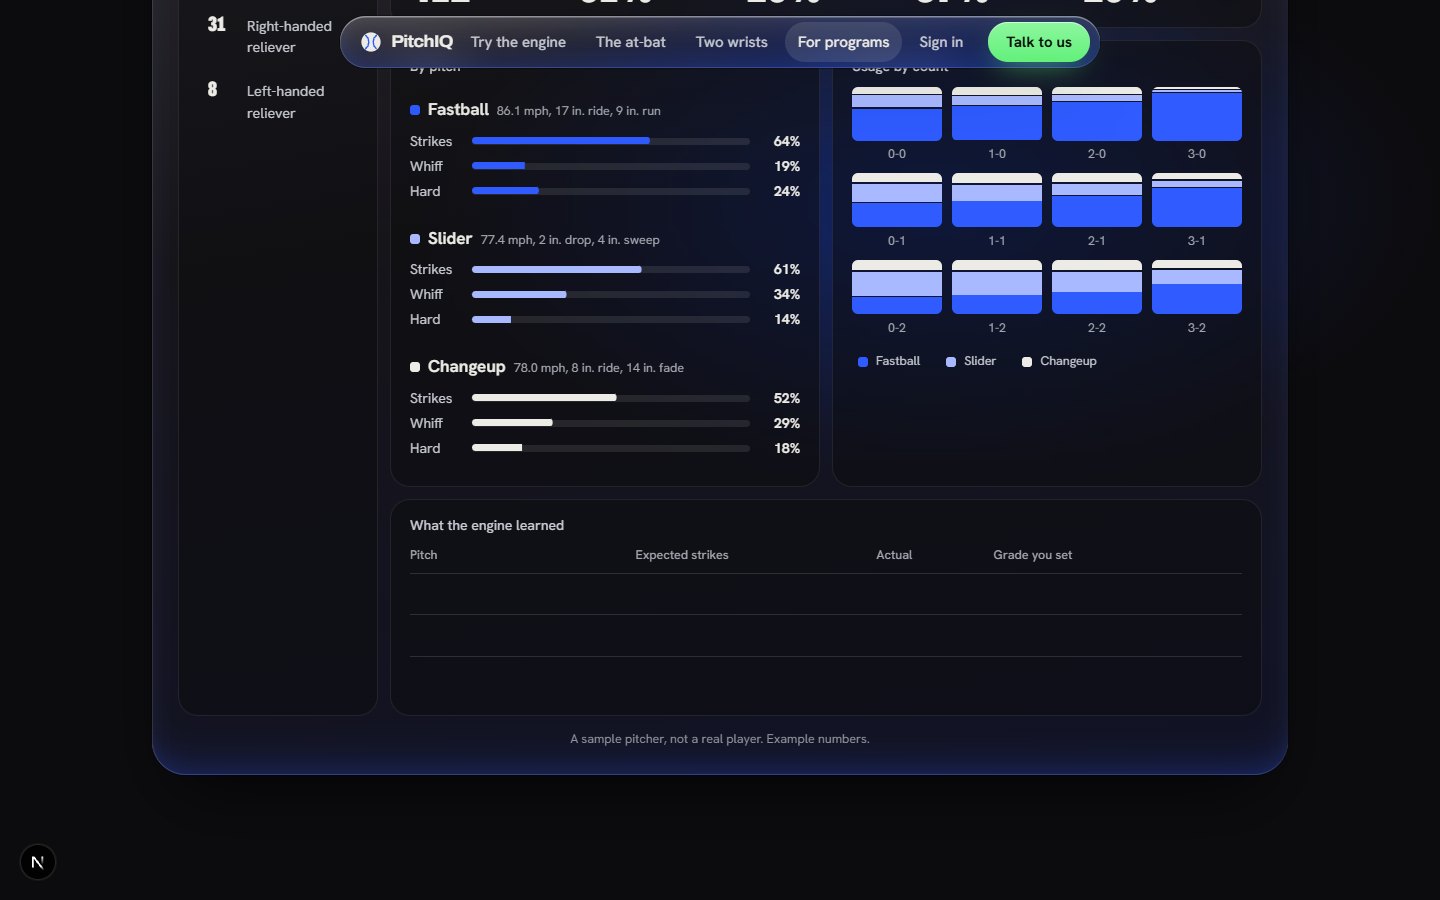 PitchIQ Try the engine The at-bat Two wrists For programs Sign in Talk to us
31 Right-handed
reliever
8 Left-handed
reliever
Fastball 86.1 mph, 17 in. ride, 9 in. run
Strikes 64%
Whiff 19%
Hard 24%
Slider 77.4 mph, 2 in. drop, 4 in. sweep
Strikes 61%
Whiff 34%
Hard 14%
Changeup 78.0 mph, 8 in. ride, 14 in. fade
Strikes 52%
Whiff 29%
Hard 18%
Usage by count
0-0 1-0 2-0 3-0
0-1 1-1 2-1 3-1
0-2 1-2 2-2 3-2
Fastball Slider Changeup
What the engine learned
Pitch Expected strikes Actual Grade you set
A sample pitcher, not a real player. Example numbers.
N